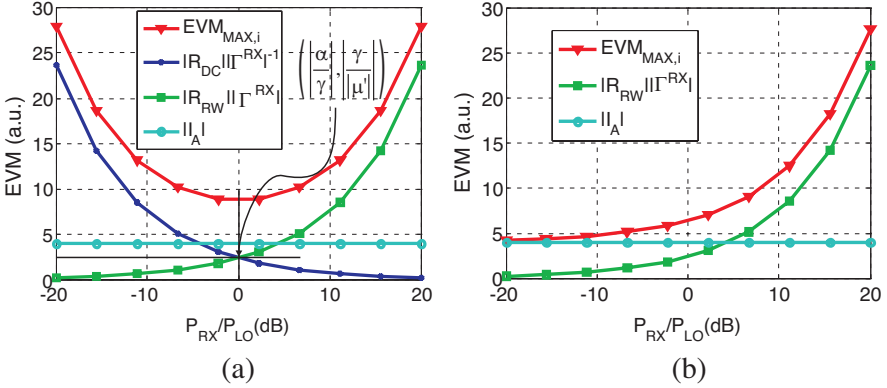 30
25
20
15
10
5
0
EVM (a.u.)
EVM_MAX,i
|R_DC||Γ^RX|^-1
|R_RW||Γ^RX|
|I_A|
(|α/γ|, |γ/|μ'||)
-20 -10 0 10 20
P_RX/P_LO(dB)
(a)
30
25
20
15
10
5
0
EVM (a.u.)
EVM_MAX,i
|R_RW||Γ^RX|
|I_A|
-20 -10 0 10 20
P_RX/P_LO(dB)
(b)